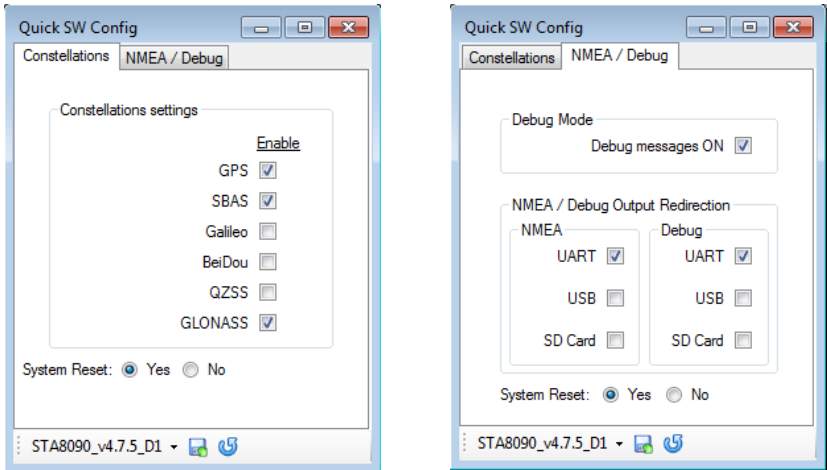 Quick SW Config
Constellations NMEA / Debug
Constellations settings
Enable
GPS
SBAS
Galileo
BeiDou
QZSS
GLONASS
System Reset: Yes No
STA8090_v4.7.5_D1
Quick SW Config
Constellations NMEA / Debug
Debug Mode
Debug messages ON
NMEA / Debug Output Redirection
NMEA Debug
UART UART
USB USB
SD Card SD Card
System Reset: Yes No
STA8090_v4.7.5_D1